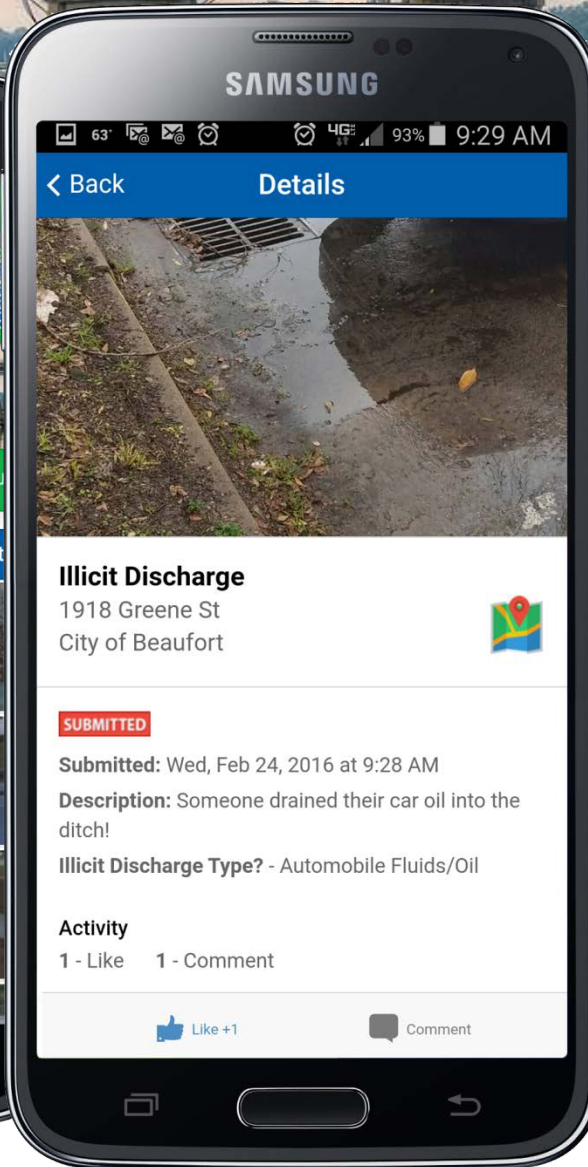 SAMSUNG
63° 4G 93% 9:29 AM
Back Details
Illicit Discharge
1918 Greene St
City of Beaufort
SUBMITTED
Submitted: Wed, Feb 24, 2016 at 9:28 AM
Description: Someone drained their car oil into the
ditch!
Illicit Discharge Type? - Automobile Fluids/Oil
Activity
1 - Like 1 - Comment
Like +1 Comment